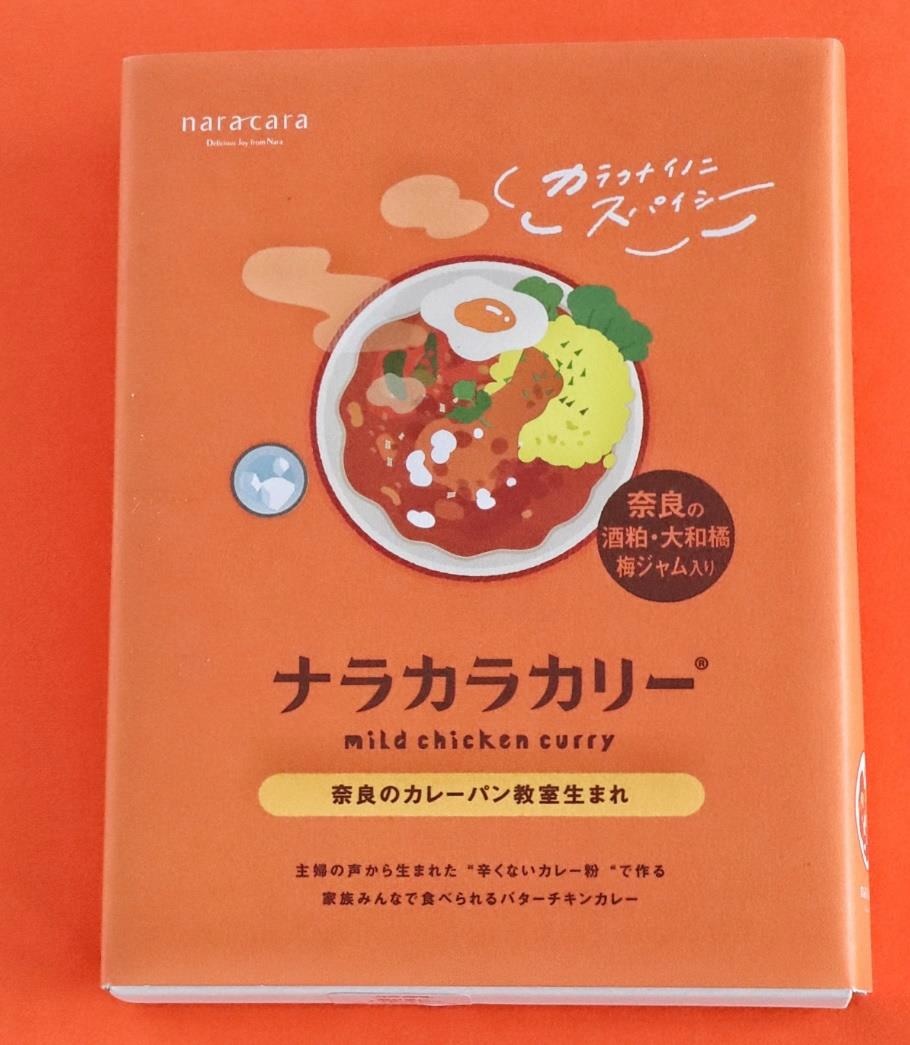 naracara
Delicious Joy from Nara
カラクナイノニ
スパイシー
奈良の
酒粕・大和橘
梅ジャム入り
ナラカラカリー®
mild chicken curry
奈良のカレーパン教室生まれ
主婦の声から生まれた “辛くないカレー粉 “で作る
家族みんなで食べられるバターチキンカレー